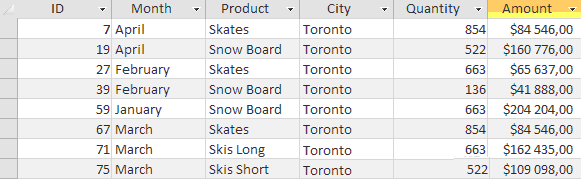 ID Month Product City Quantity Amount
7 April Skates Toronto 854 $84 546,00
19 April Snow Board Toronto 522 $160 776,00
27 February Skates Toronto 663 $65 637,00
39 February Snow Board Toronto 136 $41 888,00
59 January Snow Board Toronto 663 $204 204,00
67 March Skates Toronto 854 $84 546,00
71 March Skis Long Toronto 663 $162 435,00
75 March Skis Short Toronto 522 $109 098,00